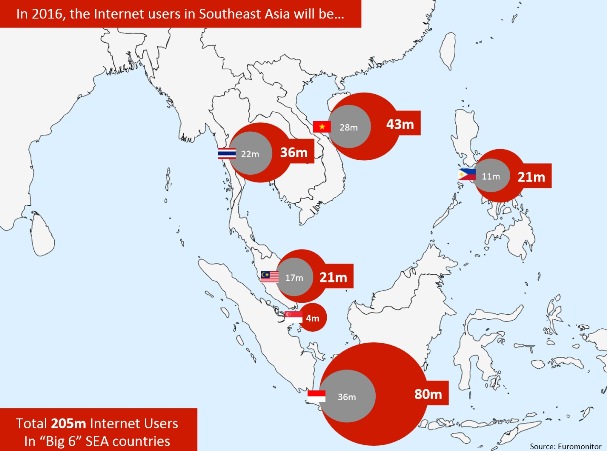 In 2016, the Internet users in Southeast Asia will be...
28m
43m
22m
36m
11m
21m
17m
21m
4m
36m
80m
Total 205m Internet Users
In “Big 6” SEA countries
Source: Euromonitor